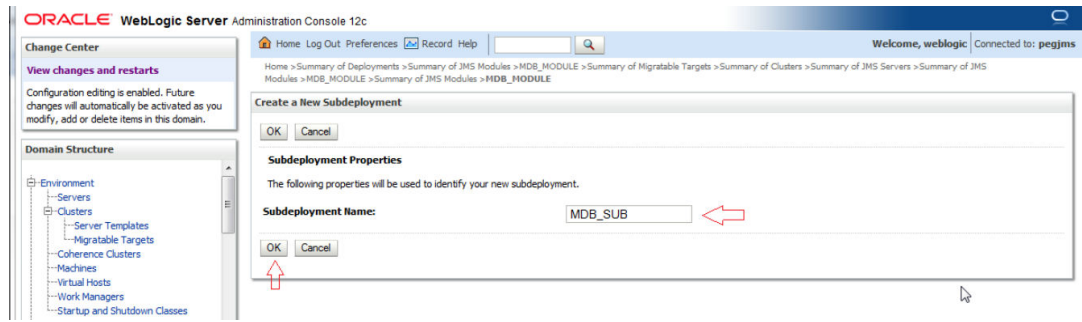 ORACLE WebLogic Server Administration Console 12c
Change Center
View changes and restarts
Configuration editing is enabled. Future
changes will automatically be activated as you
modify, add or delete items in this domain.
Domain Structure
Environment
Servers
Clusters
Server Templates
Migratable Targets
Coherence Clusters
Machines
Virtual Hosts
Work Managers
Startup and Shutdown Classes
Home Log Out Preferences Record Help
Welcome, weblogic Connected to: pegjms
Home >Summary of Deployments >Summary of JMS Modules >MDB_MODULE >Summary of Migratable Targets >Summary of Clusters >Summary of JMS Servers >Summary of JMS
Modules >MDB_MODULE >Summary of JMS Modules >MDB_MODULE
Create a New Subdeployment
OK Cancel
Subdeployment Properties
The following properties will be used to identify your new subdeployment.
Subdeployment Name: MDB_SUB
OK Cancel